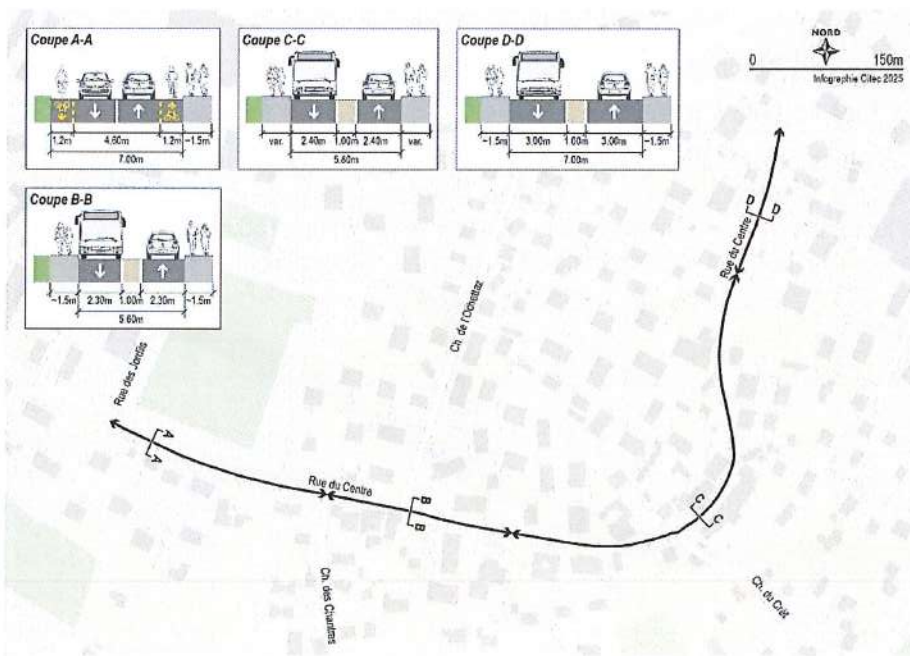 Coupe A-A
1.2m 4.60m 1.2m ~1.5m
7.00m
Coupe C-C
var. 2.40m 1.00m 2.40m var.
5.60m
Coupe D-D
~1.5m 3.00m 1.00m 3.00m ~1.5m
7.00m
NORD
0 150m
Infographie Citec 2025
Coupe B-B
~1.5m 2.30m 1.00m 2.30m ~1.5m
5.60m
D D
Rue du Centre
Ch. de l'Ochettaz
Rue des Jordils
A A
Rue du Centre
B B
C C
Ch. des Chantres
Ch. du Crêt